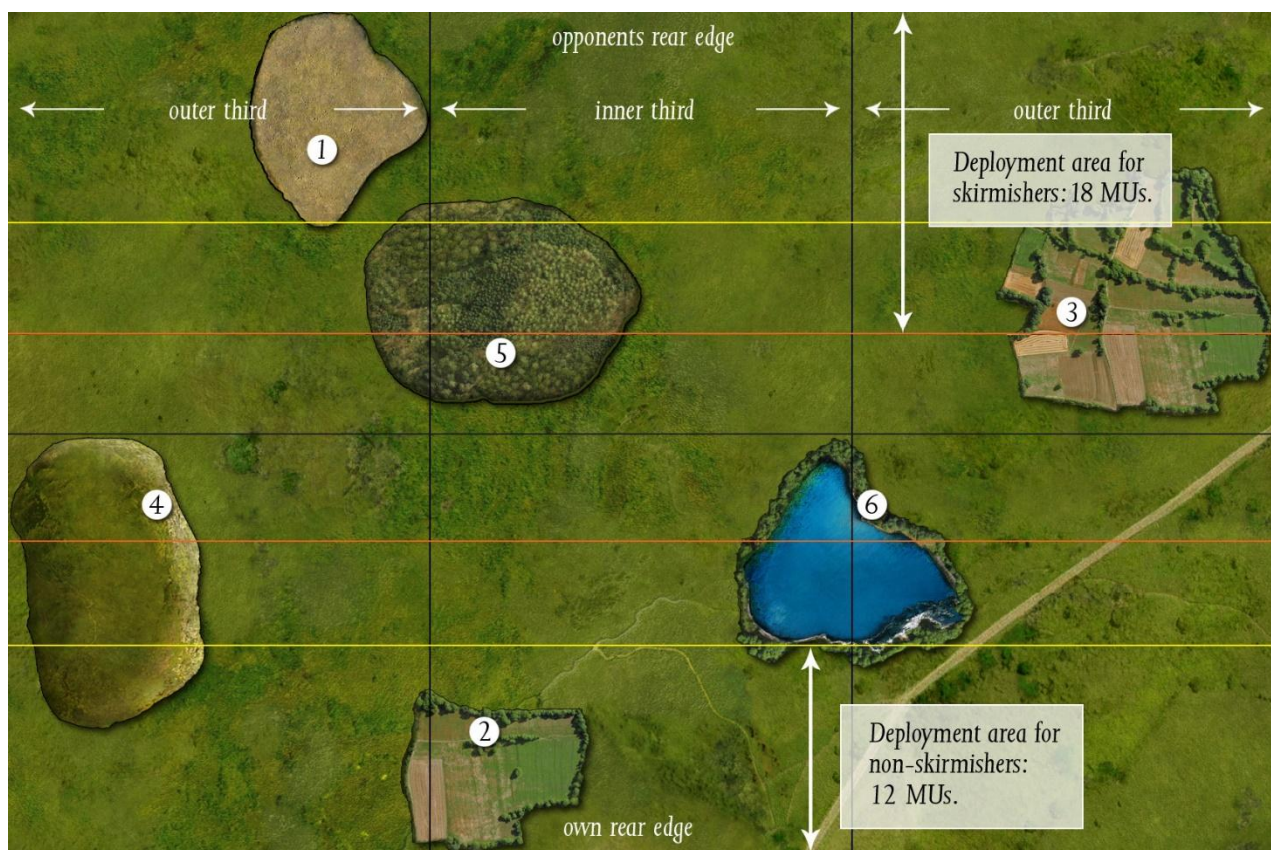 opponents rear edge
outer third
inner third
outer third
1
Deployment area for
skirmishers: 18 MUs.
3
5
4
6
2
Deployment area for
non-skirmishers:
12 MUs.
own rear edge